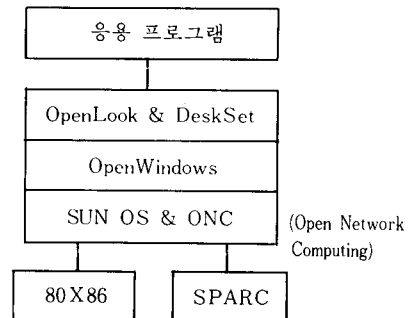 응용 프로그램
OpenLook & DeskSet
OpenWindows
SUN OS & ONC
(Open Network
Computing)
80X86
SPARC